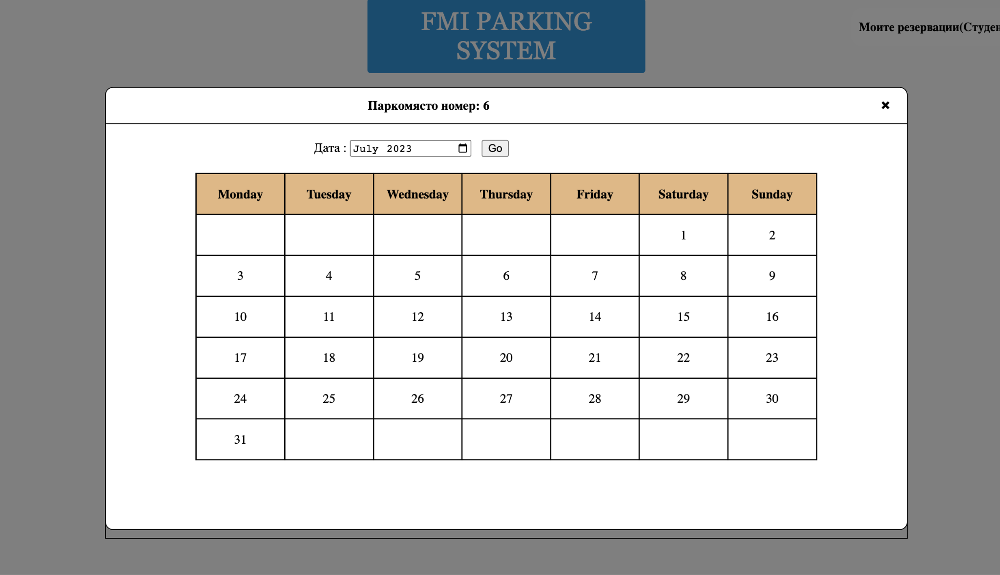 FMI PARKING
SYSTEM
Моите резервации(Студен
Паркомясто номер: 6
Дата : July 2023 Go
Monday Tuesday Wednesday Thursday Friday Saturday Sunday
1 2
3 4 5 6 7 8 9
10 11 12 13 14 15 16
17 18 19 20 21 22 23
24 25 26 27 28 29 30
31